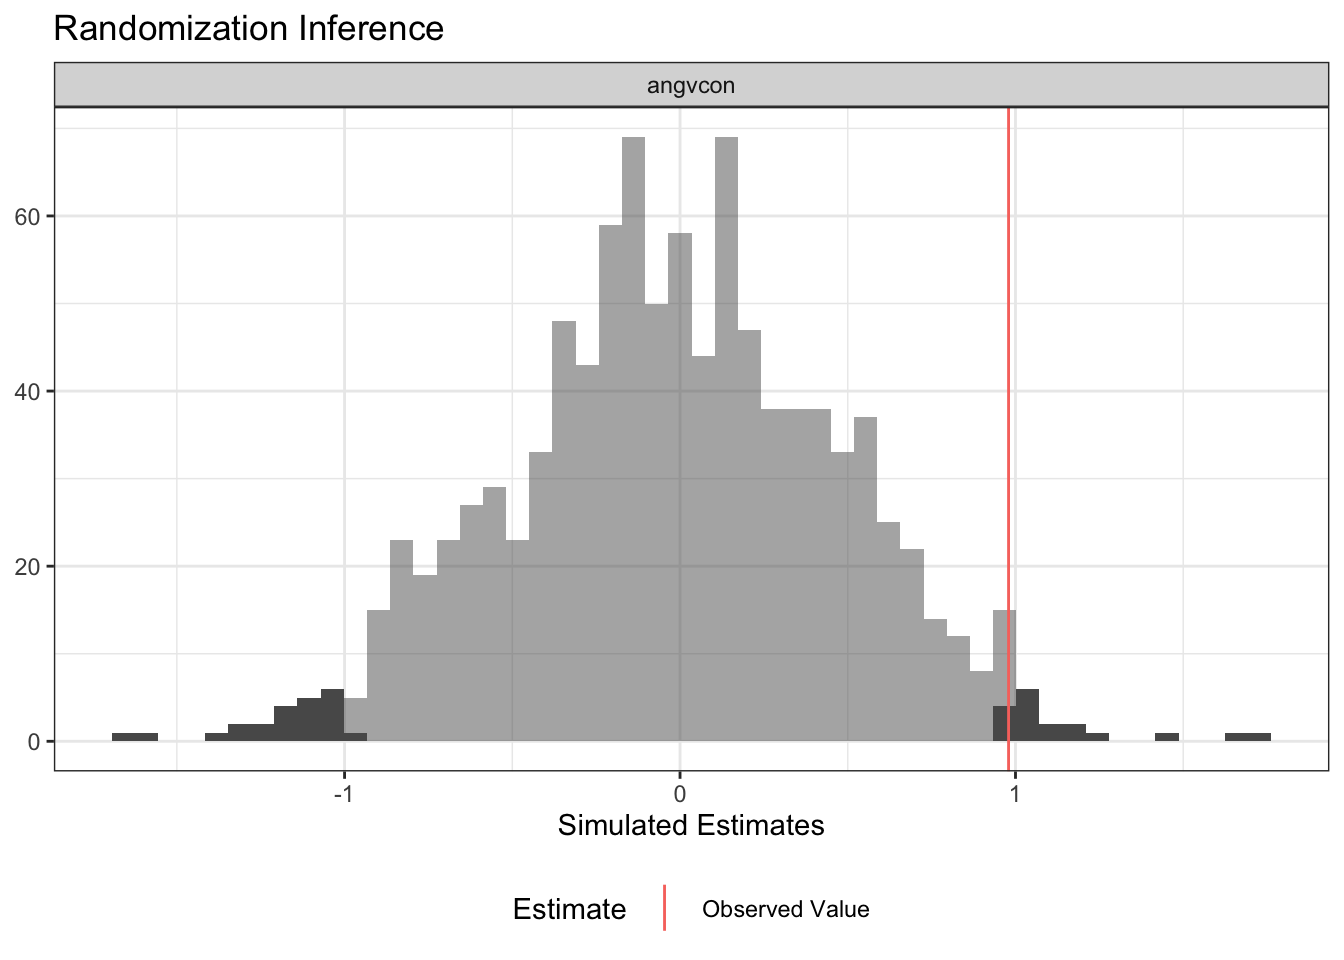 Randomization Inference
angvcon
60
40
20
0
-1 0 1
Simulated Estimates
Estimate Observed Value